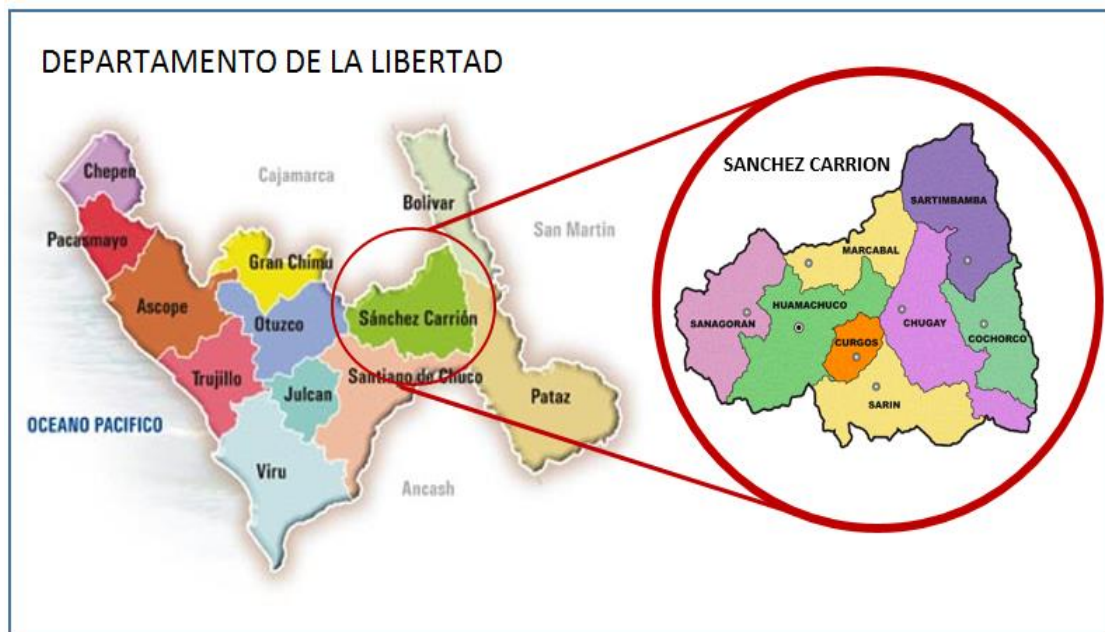 DEPARTAMENTO DE LA LIBERTAD
Chepen
Cajamarca
Bolivar
San Martin
Pacasmayo
Gran Chimu
Ascope
Otuzco
Sánchez Carrión
Trujillo
Julcan
Santiago de Chuco
Pataz
OCEANO PACIFICO
Viru
Ancash
SANCHEZ CARRION
SARTIMBAMBA
MARCABAL
HUAMACHUCO
SANAGORAN
CHUGAY
CURGOS
COCHORCO
SARIN